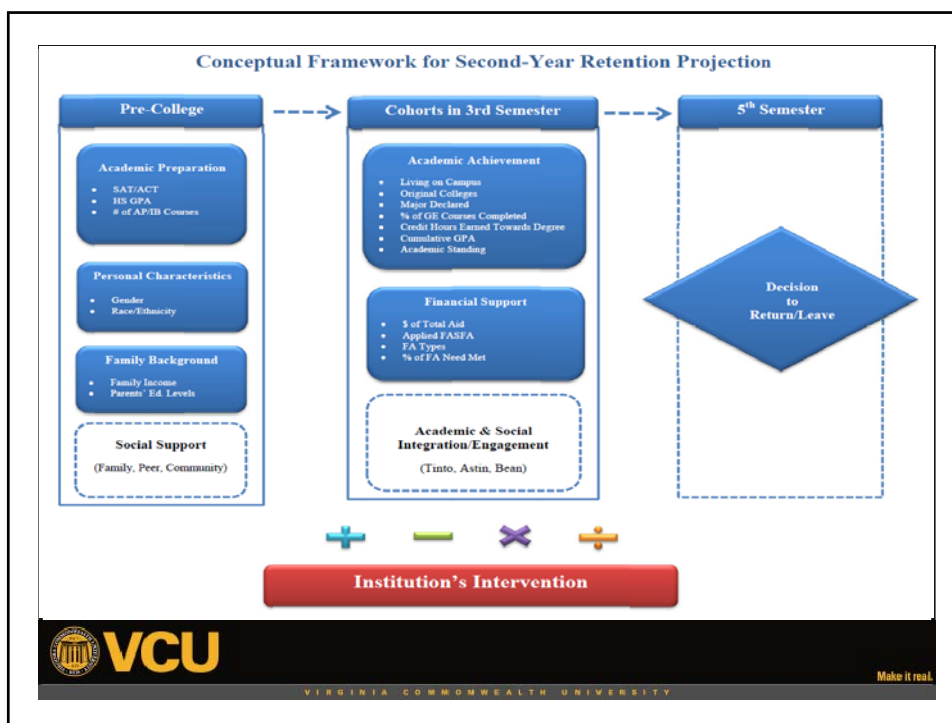 Conceptual Framework for Second-Year Retention Projection
Pre-College
Academic Preparation
SAT/ACT
HS GPA
# of AP/IB Courses
Personal Characteristics
Gender
Race/Ethnicity
Family Background
Family Income
Parents' Ed. Levels
Social Support
(Family, Peer, Community)
Cohorts in 3rd Semester
Academic Achievement
Living on Campus
Original Colleges
Major Declared
% of GE Courses Completed
Credit Hours Earned Towards Degree
Cumulative GPA
Academic Standing
Financial Support
$ of Total Aid
Applied FASFA
FA Types
% of FA Need Met
Academic & Social
Integration/Engagement
(Tinto, Astin, Bean)
5th Semester
Decision
to
Return/Leave
Institution's Intervention
VCU
Make it real.
VIRGINIA COMMONWEALTH UNIVERSITY